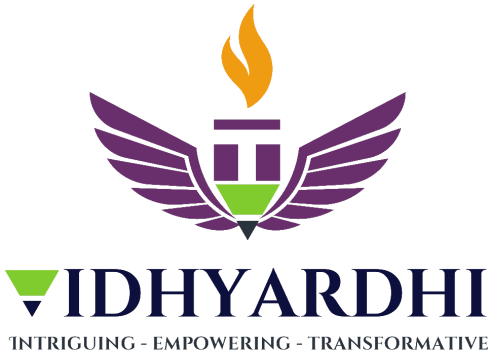 VIDHYARDHI
INTRIGUING - EMPOWERING - TRANSFORMATIVE